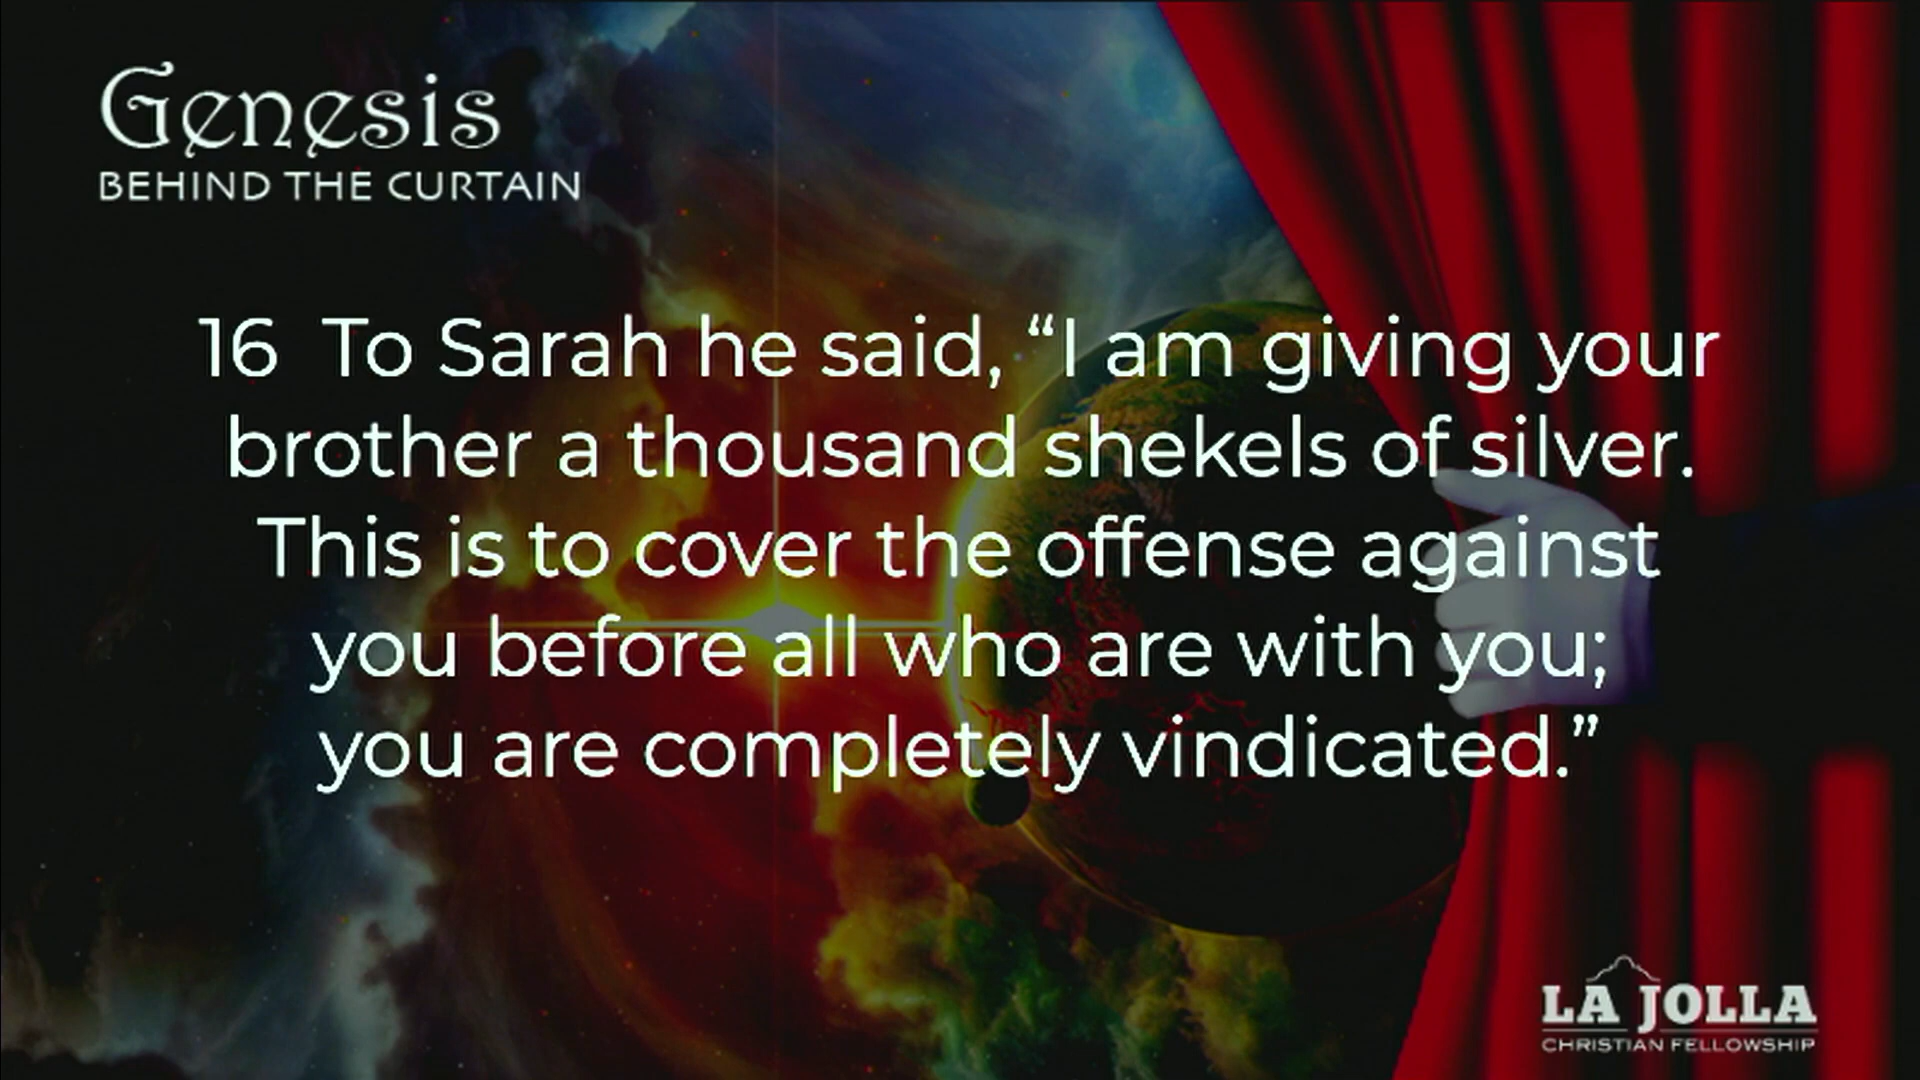 Genesis
BEHIND THE CURTAIN
16 To Sarah he said, “I am giving your
brother a thousand shekels of silver.
This is to cover the offense against
you before all who are with you;
you are completely vindicated.”
LA JOLLA
CHRISTIAN FELLOWSHIP